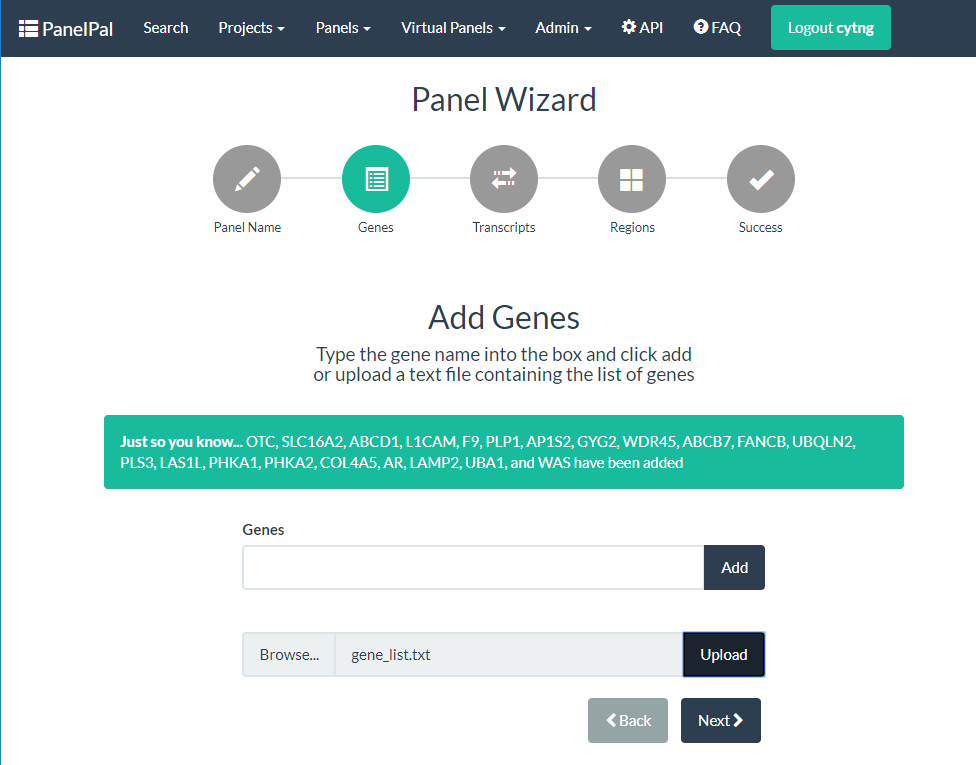 PanelPal Search Projects Panels Virtual Panels Admin API FAQ Logout cytng
Panel Wizard
Panel Name Genes Transcripts Regions Success
Add Genes
Type the gene name into the box and click add
or upload a text file containing the list of genes
Just so you know... OTC, SLC16A2, ABCD1, L1CAM, F9, PLP1, AP1S2, GYG2, WDR45, ABCB7, FANCB, UBQLN2,
PLS3, LAS1L, PHKA1, PHKA2, COL4A5, AR, LAMP2, UBA1, and WAS have been added
Genes
Add
Browse... gene_list.txt Upload
Back Next